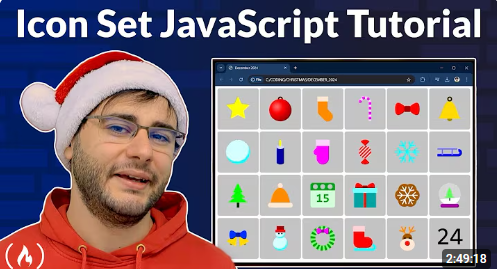 Icon Set JavaScript Tutorial
December 2024
C:/CODING/CHRISTMAS/DECEMBER_2024
15
24
2:49:18